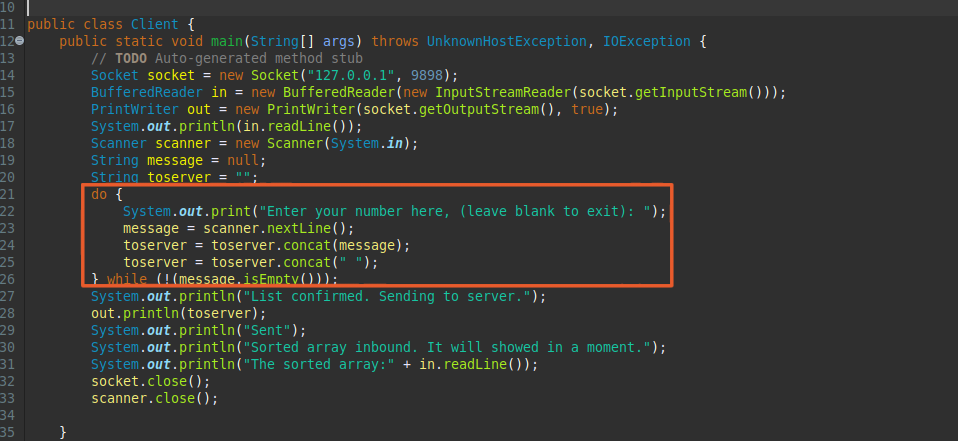 10
11 public class Client {
12     public static void main(String[] args) throws UnknownHostException, IOException {
13         // TODO Auto-generated method stub
14         Socket socket = new Socket("127.0.0.1", 9898);
15         BufferedReader in = new BufferedReader(new InputStreamReader(socket.getInputStream()));
16         PrintWriter out = new PrintWriter(socket.getOutputStream(), true);
17         System.out.println(in.readLine());
18         Scanner scanner = new Scanner(System.in);
19         String message = null;
20         String toserver = "";
21         do {
22             System.out.print("Enter your number here, (leave blank to exit): ");
23             message = scanner.nextLine();
24             toserver = toserver.concat(message);
25             toserver = toserver.concat(" ");
26         } while (!(message.isEmpty()));
27         System.out.println("List confirmed. Sending to server.");
28         out.println(toserver);
29         System.out.println("Sent");
30         System.out.println("Sorted array inbound. It will showed in a moment.");
31         System.out.println("The sorted array:" + in.readLine());
32         socket.close();
33         scanner.close();
34
35     }